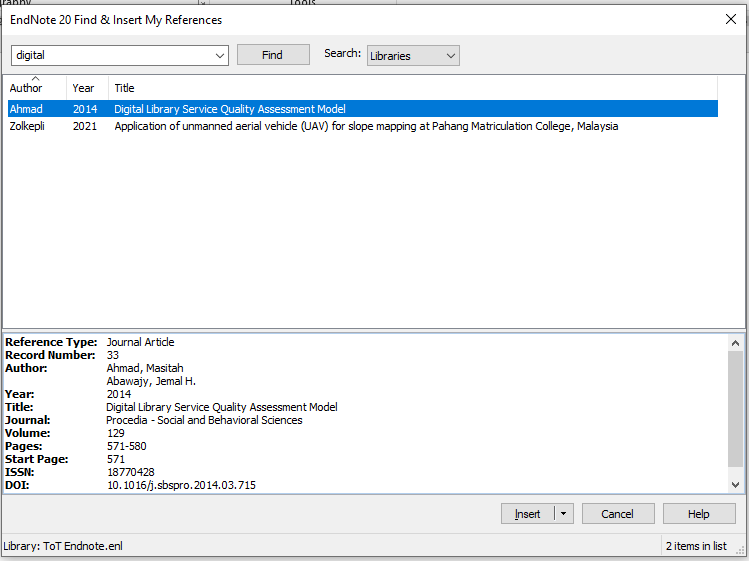 graphy
Tools
EndNote 20 Find & Insert My References
digital
Find
Search:
Libraries
Author Year Title
Ahmad 2014 Digital Library Service Quality Assessment Model
Zolkepli 2021 Application of unmanned aerial vehicle (UAV) for slope mapping at Pahang Matriculation College, Malaysia
Reference Type: Journal Article
Record Number: 33
Author: Ahmad, Masitah
Abawajy, Jemal H.
Year: 2014
Title: Digital Library Service Quality Assessment Model
Journal: Procedia - Social and Behavioral Sciences
Volume: 129
Pages: 571-580
Start Page: 571
ISSN: 18770428
DOI: 10.1016/j.sbspro.2014.03.715
Insert
Cancel
Help
Library: ToT Endnote.enl
2 items in list